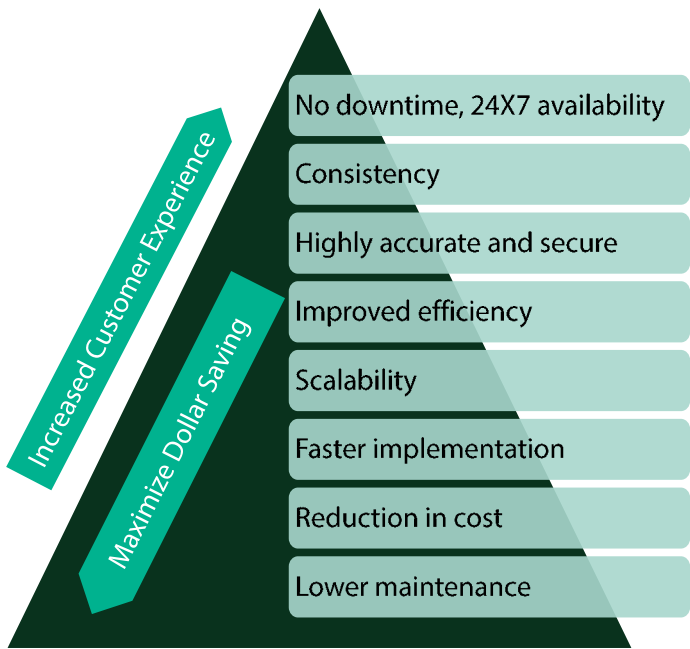 No downtime, 24X7 availability
Consistency
Highly accurate and secure
Improved efficiency
Scalability
Faster implementation
Reduction in cost
Lower maintenance
Increased Customer Experience
Maximize Dollar Saving